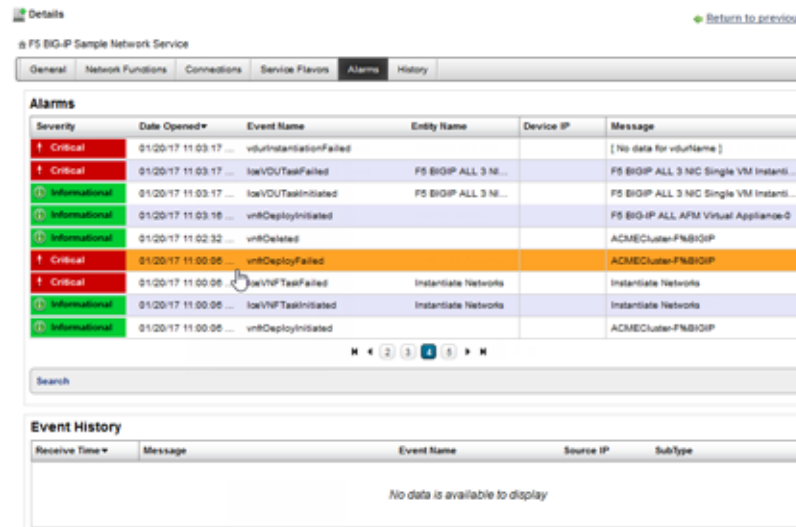 Details
Return to previou
F5 BIG-IP Sample Network Service
General Network Functions Connections Service Flavors Alarms History
Alarms
Severity Date Opened Event Name Entity Name Device IP Message
Critical 01/20/17 11:03:17 ... vdurInstantiationFailed [ No data for vdurName ]
Critical 01/20/17 11:03:17 ... ioeVDUTaskFailed F5 BIGIP ALL 3 NI... F5 BIGIP ALL 3 NIC Single VM Instanti...
Informational 01/20/17 11:03:17 ... ioeVDUTaskInitiated F5 BIGIP ALL 3 NI... F5 BIGIP ALL 3 NIC Single VM Instanti...
Informational 01/20/17 11:03:16 ... vnfrDeployInitiated F5 BIG-IP ALL AFM Virtual Appliance-0
Informational 01/20/17 11:02:32 ... vnfrDeleted ACMECluster-F%BIGIP
Critical 01/20/17 11:00:06 ... vnfrDeployFailed ACMECluster-F%BIGIP
Critical 01/20/17 11:00:06 ... VNFTaskFailed Instantiate Networks Instantiate Networks
Informational 01/20/17 11:00:06 ... ioeVNFTaskInitiated Instantiate Networks Instantiate Networks
Informational 01/20/17 11:00:06 ... vnfrDeployInitiated ACMECluster-F%BIGIP
2 3 4 5
Search
Event History
Receive Time Message Event Name Source IP SubType
No data is available to display